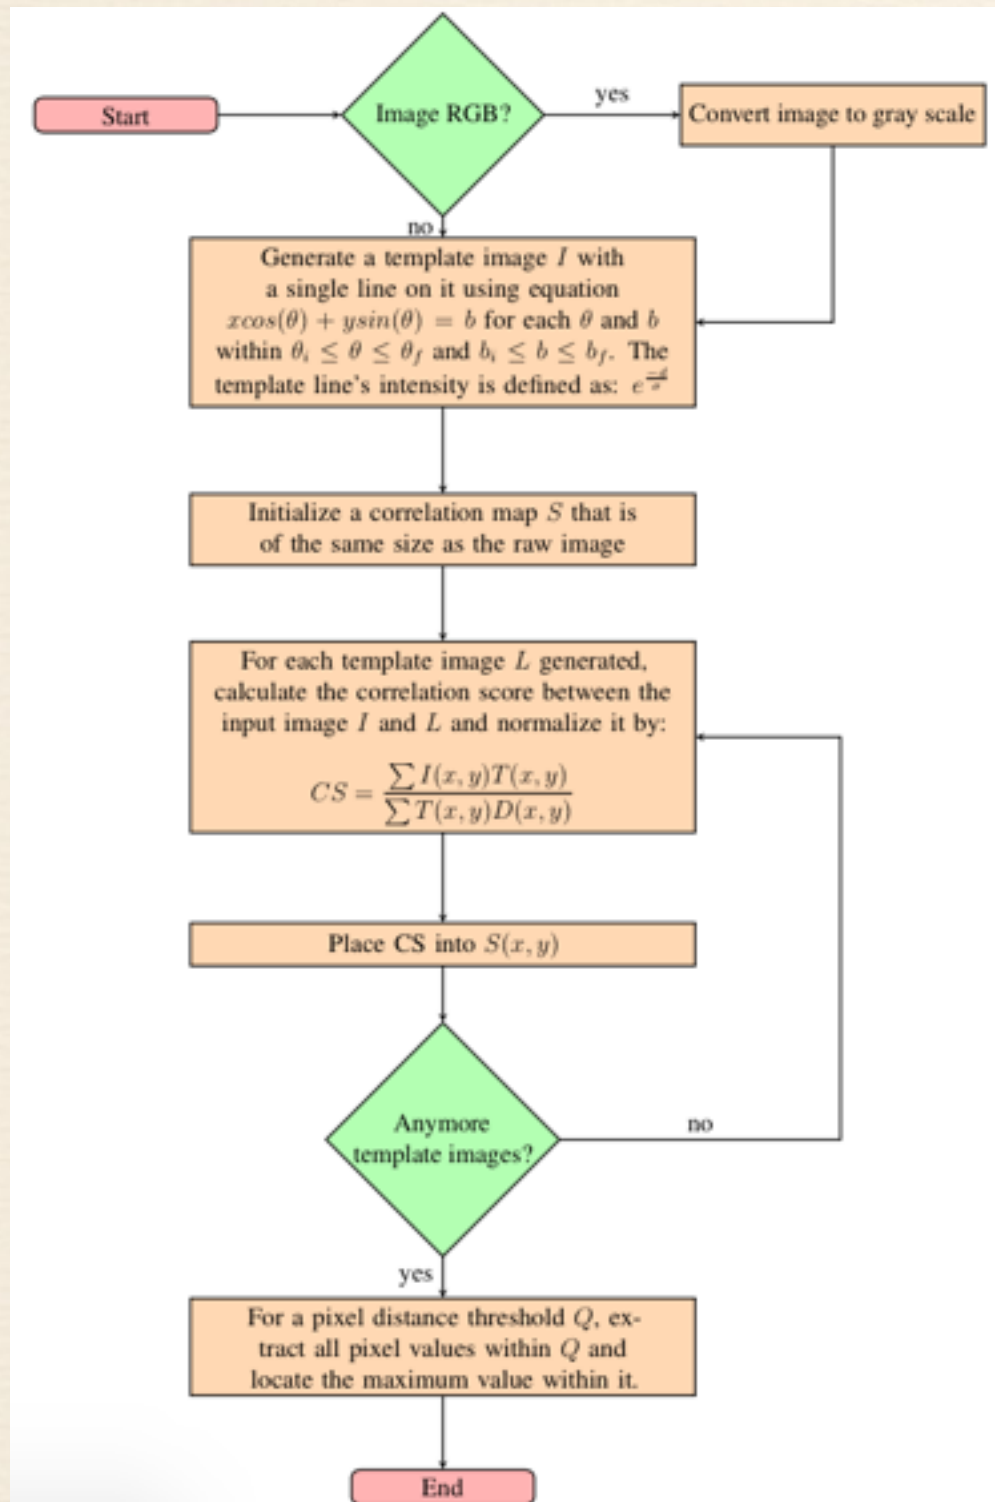 Start
Image RGB?
yes
Convert image to gray scale
no
Generate a template image I with
a single line on it using equation
xcos(θ) + ysin(θ) = b for each θ and b
within θᵢ ≤ θ ≤ θ_f and bᵢ ≤ b ≤ b_f. The
template line's intensity is defined as: e
Initialize a correlation map S that is
of the same size as the raw image
For each template image L generated,
calculate the correlation score between the
input image I and L and normalize it by:
CS = ∑ I(x, y)T(x, y) / ∑ T(x, y)D(x, y)
Place CS into S(x, y)
Anymore
template images?
no
yes
For a pixel distance threshold Q, ex-
tract all pixel values within Q and
locate the maximum value within it.
End